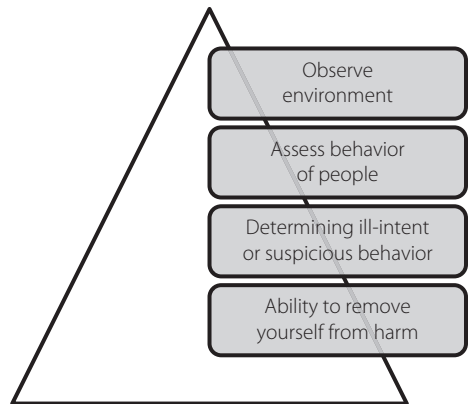 Observe
environment
Assess behavior
of people
Determining ill-intent
or suspicious behavior
Ability to remove
yourself from harm